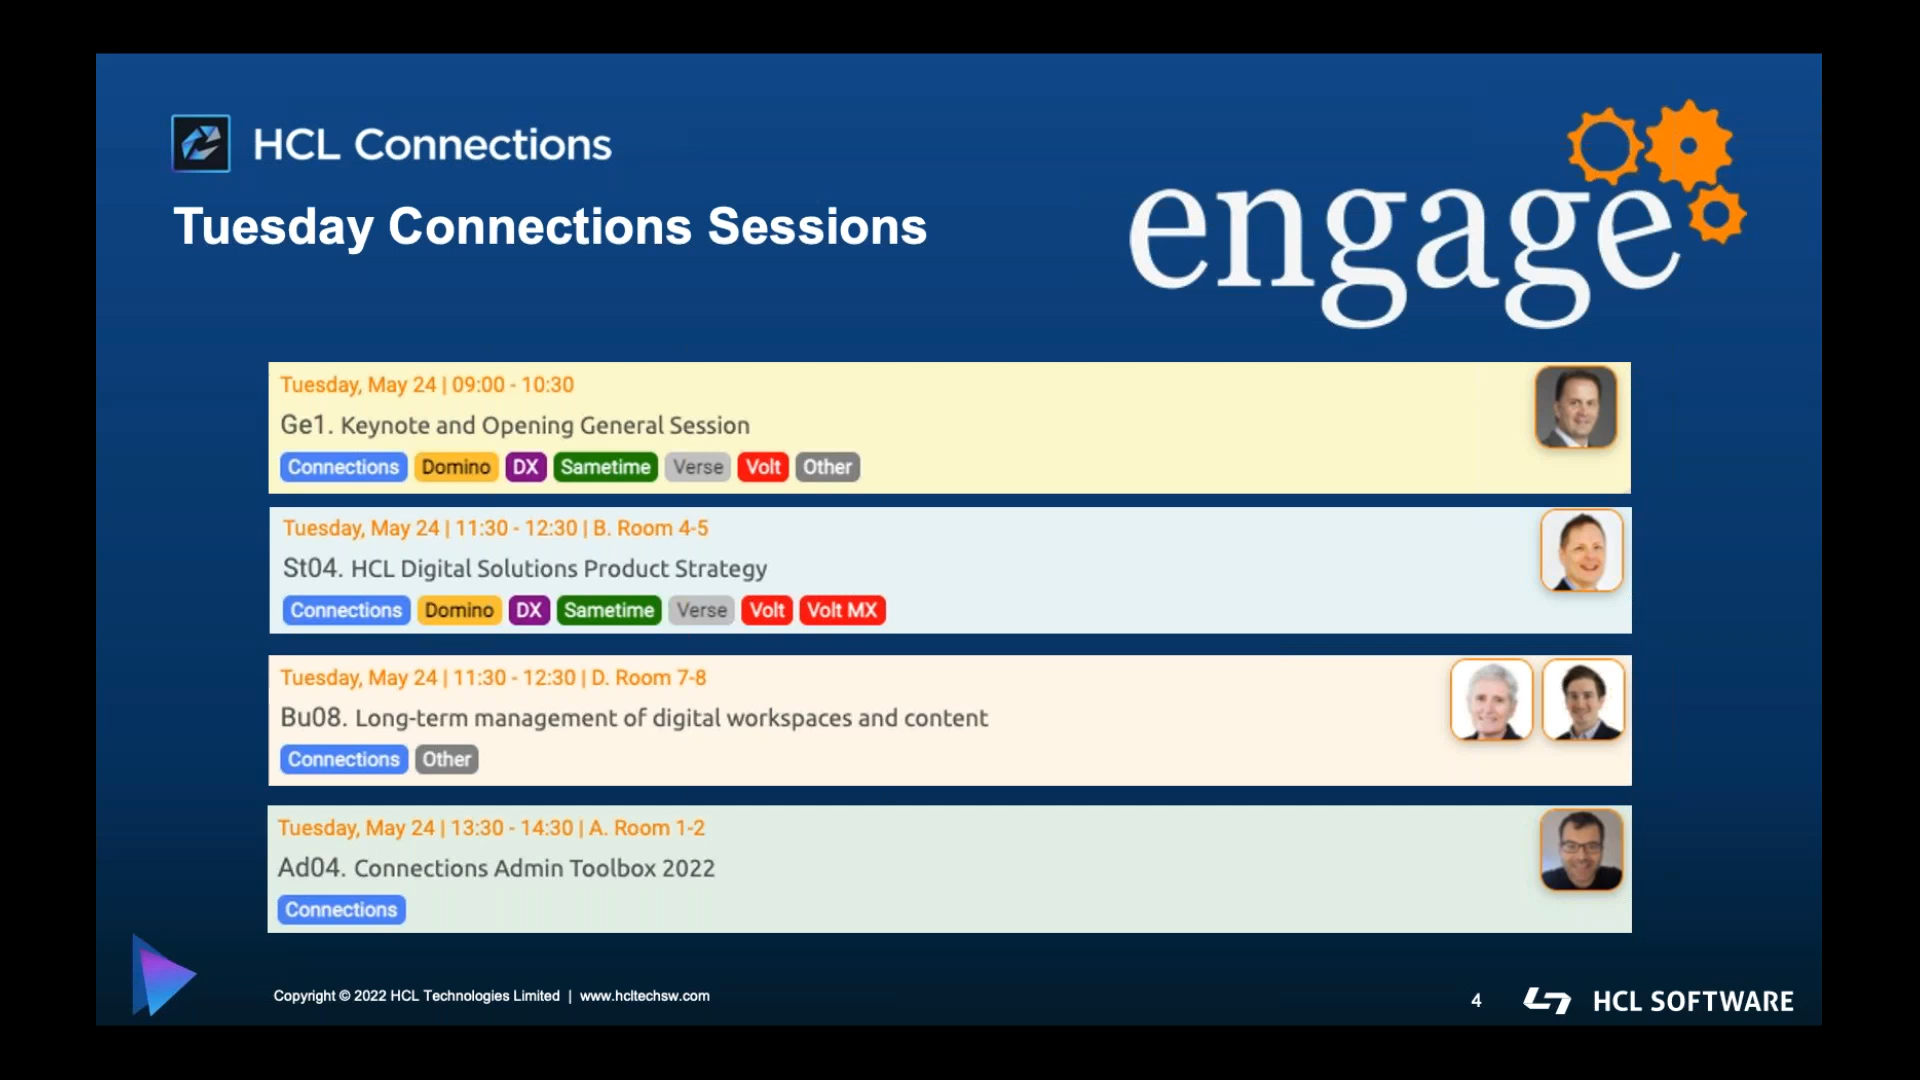 HCL Connections
engage
Tuesday Connections Sessions
Tuesday, May 24 | 09:00 - 10:30
Ge1. Keynote and Opening General Session
Connections Domino DX Sametime Verse Volt Other
Tuesday, May 24 | 11:30 - 12:30 | B. Room 4-5
St04. HCL Digital Solutions Product Strategy
Connections Domino DX Sametime Verse Volt Volt MX
Tuesday, May 24 | 11:30 - 12:30 | D. Room 7-8
Bu08. Long-term management of digital workspaces and content
Connections Other
Tuesday, May 24 | 13:30 - 14:30 | A. Room 1-2
Ad04. Connections Admin Toolbox 2022
Connections
Copyright © 2022 HCL Technologies Limited | www.hcltechsw.com
4 HCL SOFTWARE